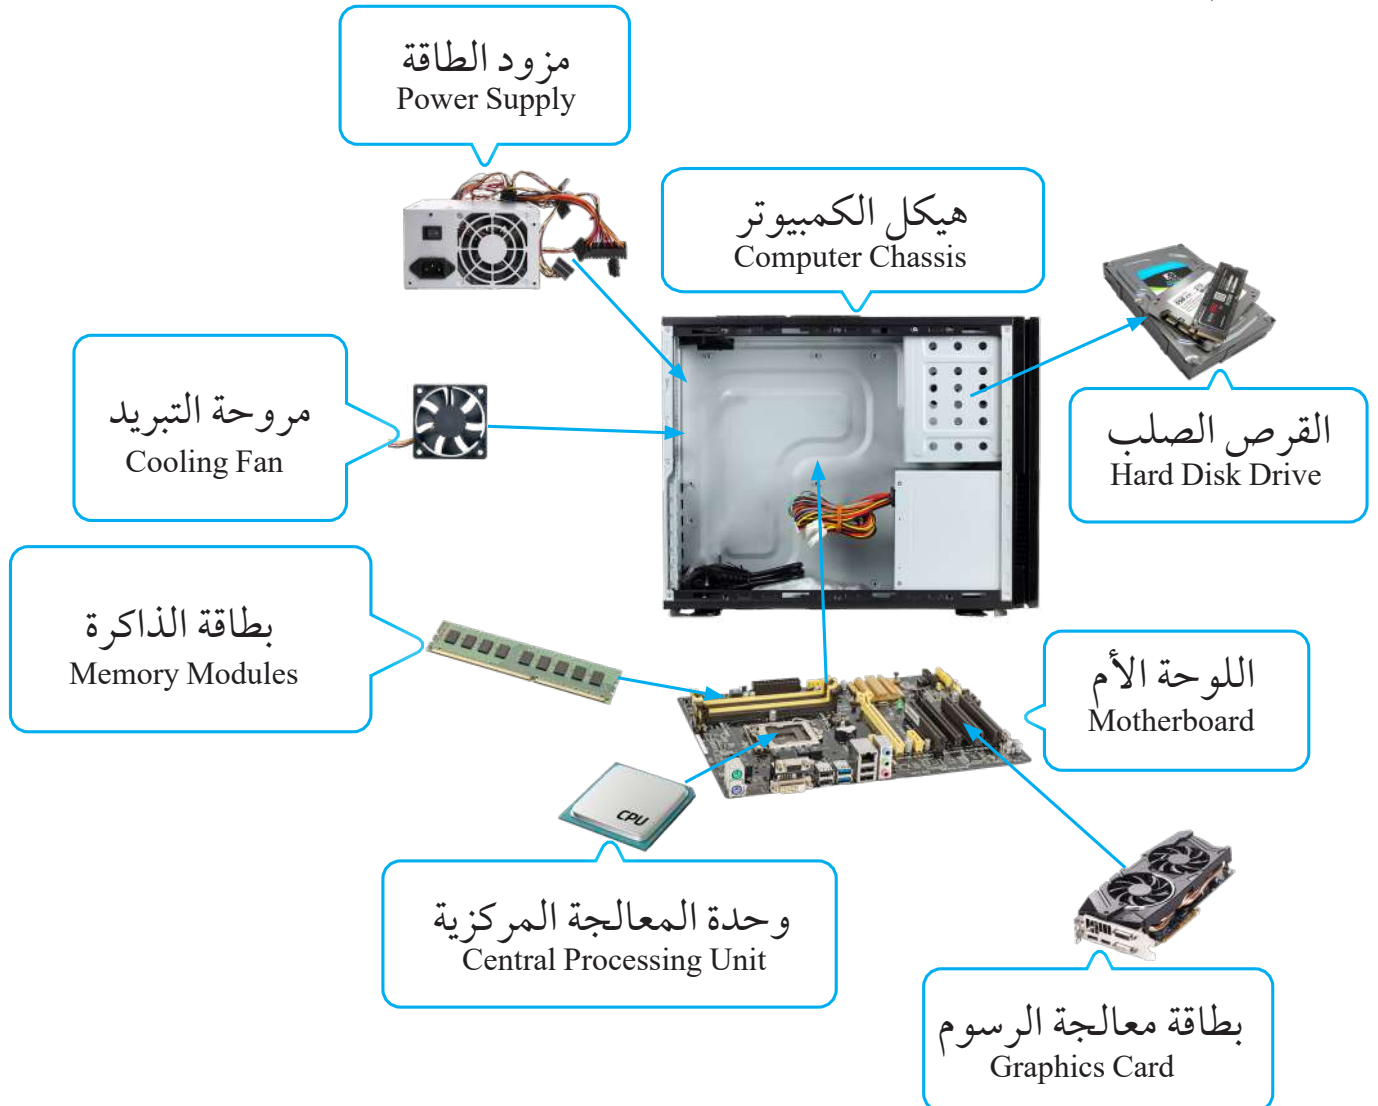 مزود الطاقة
Power Supply
هيكل الكمبيوتر
Computer Chassis
مروحة التبريد
Cooling Fan
القرص الصلب
Hard Disk Drive
بطاقة الذاكرة
Memory Modules
اللوحة الأم
Motherboard
CPU
وحدة المعالجة المركزية
Central Processing Unit
بطاقة معالجة الرسوم
Graphics Card